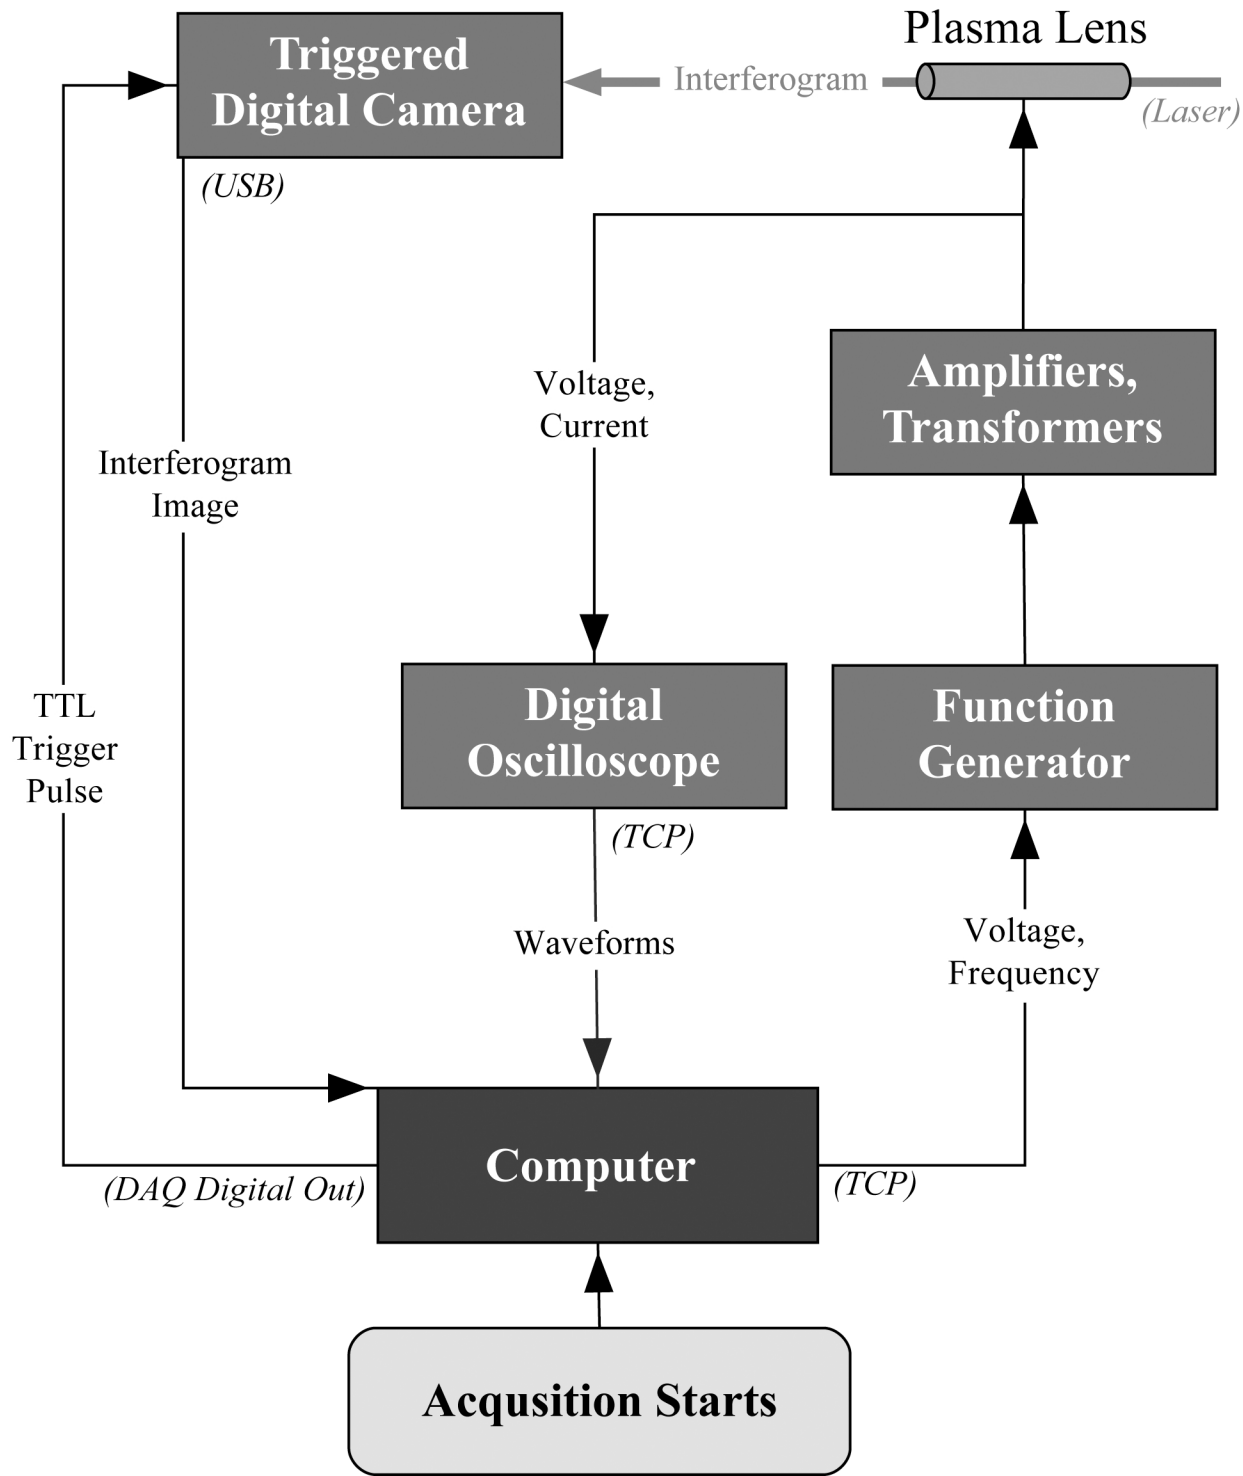 Plasma Lens
Triggered
Digital Camera
Interferogram
(Laser)
(USB)
Amplifiers,
Transformers
Voltage,
Current
Interferogram
Image
TTL
Trigger
Pulse
Digital
Oscilloscope
Function
Generator
(TCP)
Waveforms
Voltage,
Frequency
Computer
(DAQ Digital Out)
(TCP)
Acqusition Starts